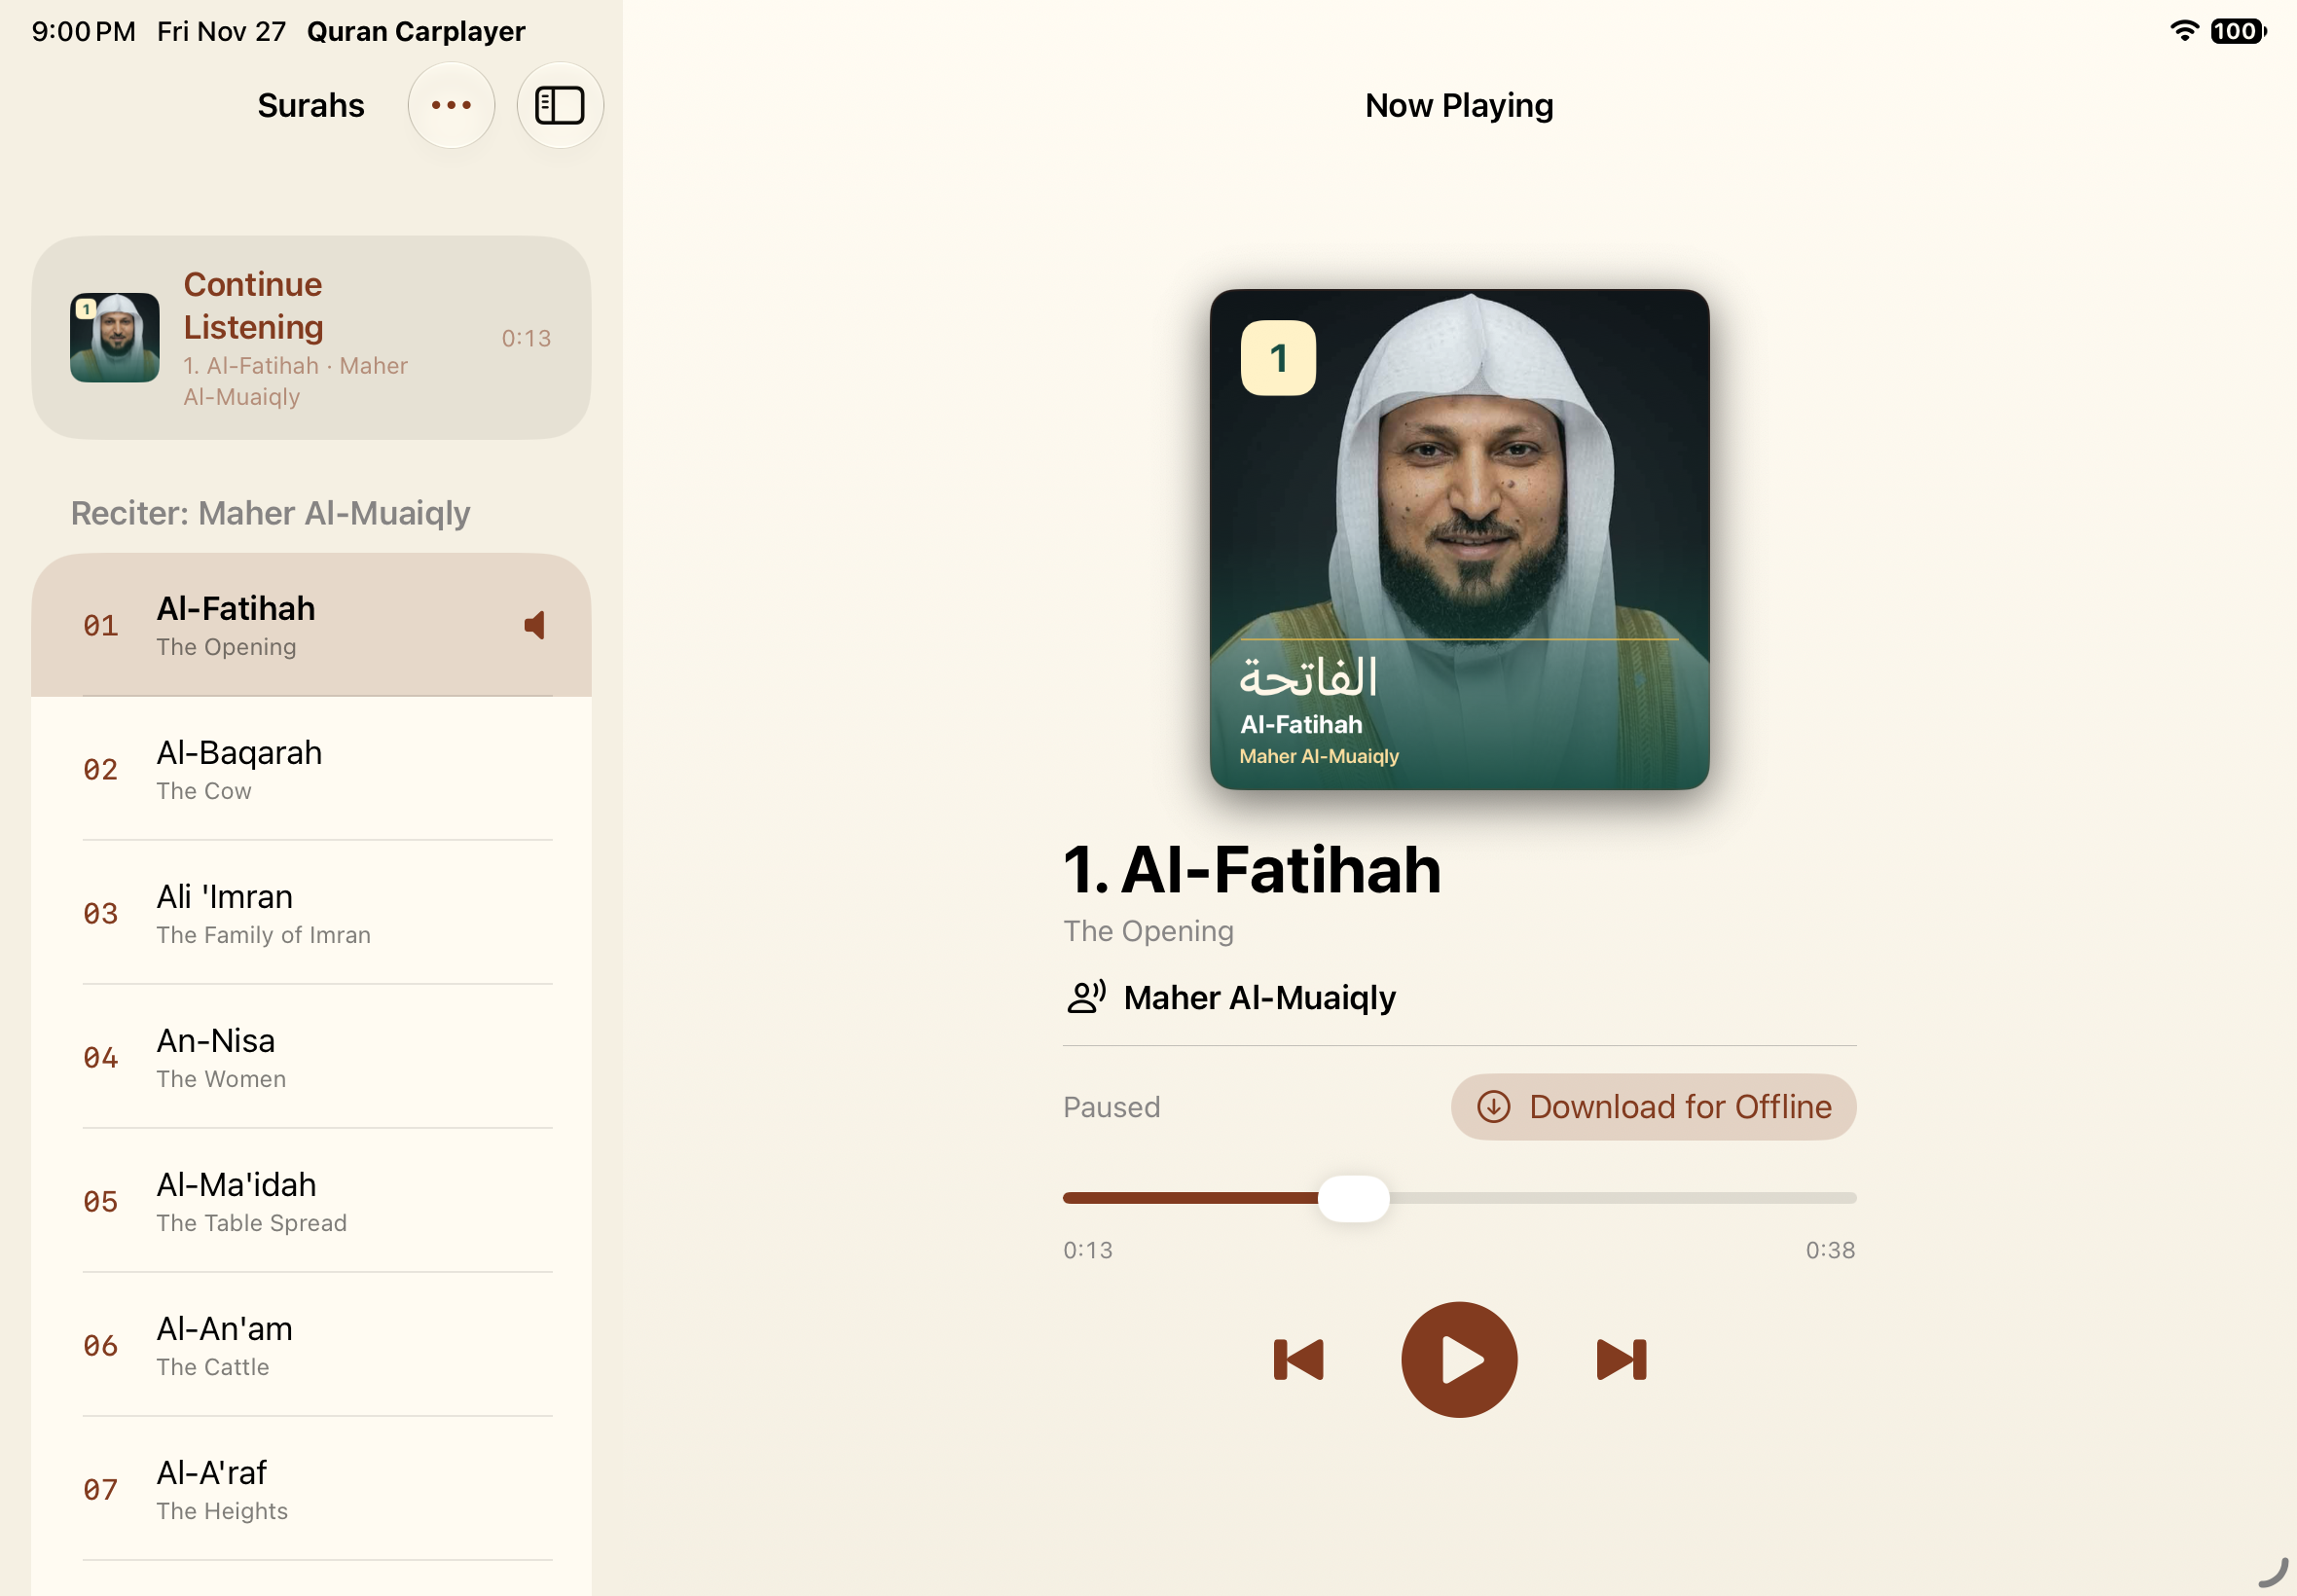 9:00 PM Fri Nov 27 Quran Carplayer
100
Surahs
Continue
Listening
1. Al-Fatihah · Maher
Al-Muaiqly
0:13
1
Reciter: Maher Al-Muaiqly
01
Al-Fatihah
The Opening
02
Al-Baqarah
The Cow
03
Ali 'Imran
The Family of Imran
04
An-Nisa
The Women
05
Al-Ma'idah
The Table Spread
06
Al-An'am
The Cattle
07
Al-A'raf
The Heights
Now Playing
1
الفاتحة
Al-Fatihah
Maher Al-Muaiqly
1. Al-Fatihah
The Opening
Maher Al-Muaiqly
Paused
Download for Offline
0:13
0:38